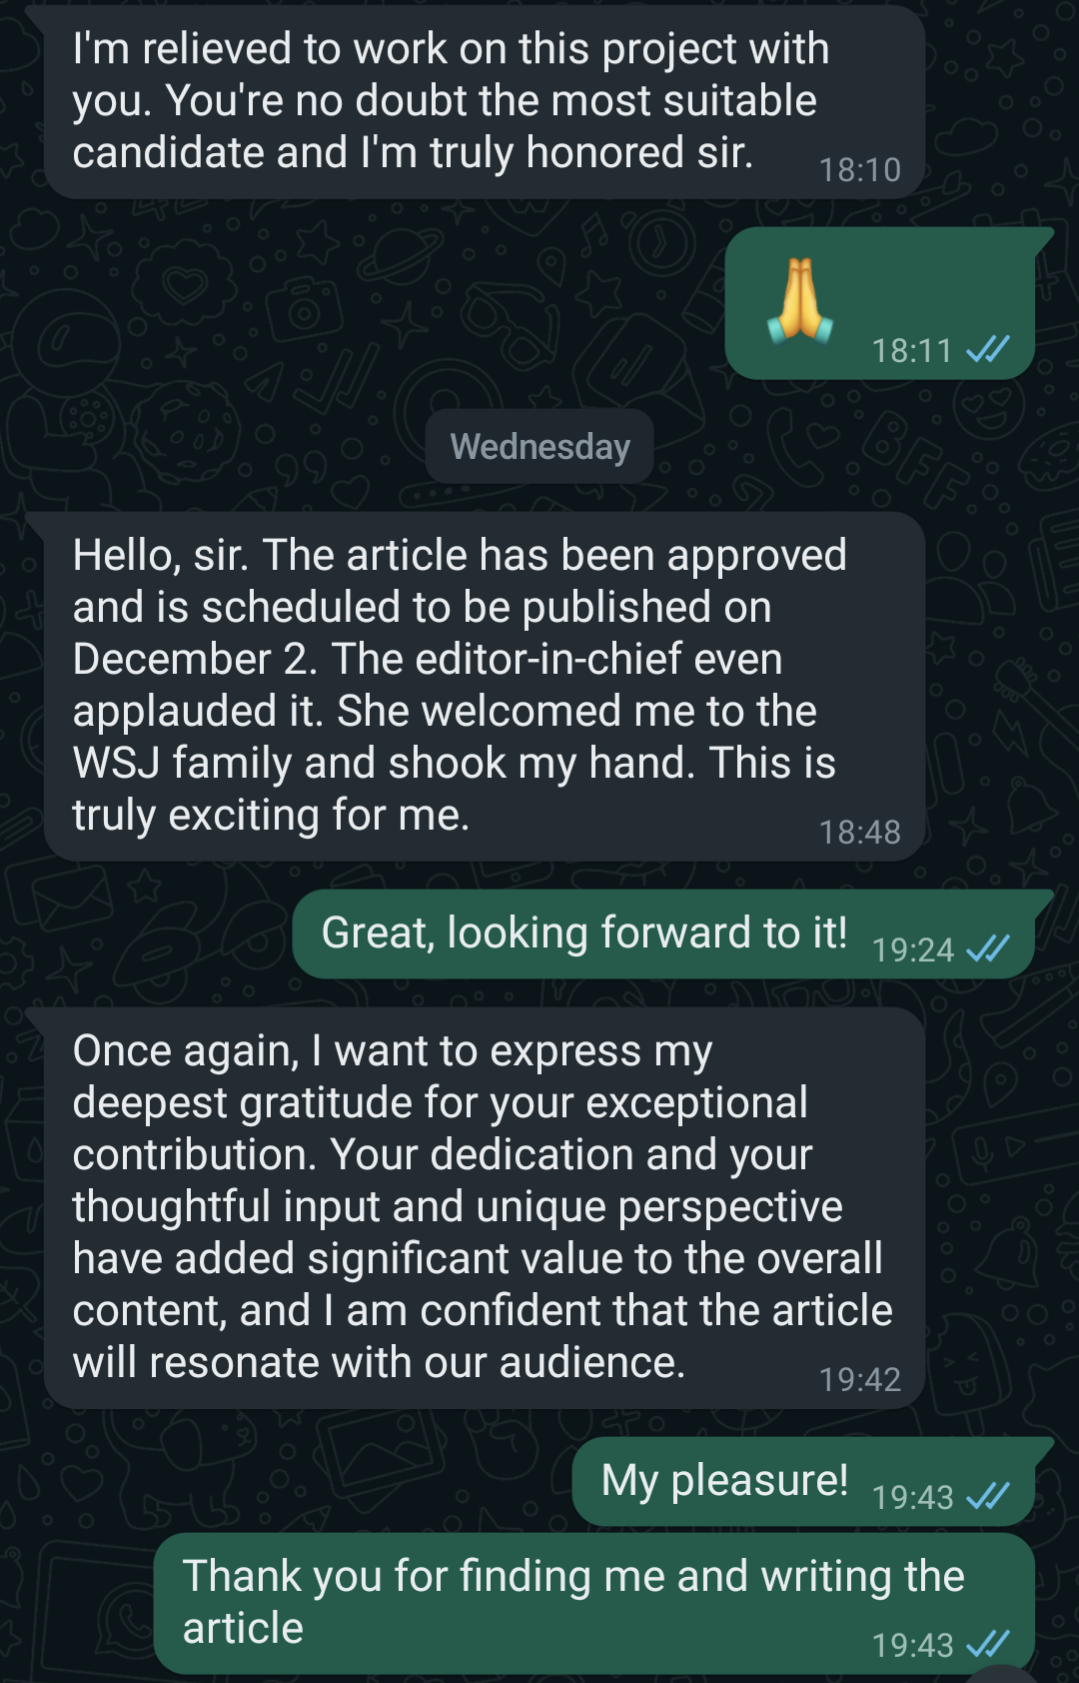 I'm relieved to work on this project with
you. You're no doubt the most suitable
candidate and I'm truly honored sir.
18:10
🙏
18:11
Wednesday
Hello, sir. The article has been approved
and is scheduled to be published on
December 2. The editor-in-chief even
applauded it. She welcomed me to the
WSJ family and shook my hand. This is
truly exciting for me.
18:48
Great, looking forward to it!
19:24
Once again, I want to express my
deepest gratitude for your exceptional
contribution. Your dedication and your
thoughtful input and unique perspective
have added significant value to the overall
content, and I am confident that the article
will resonate with our audience.
19:42
My pleasure!
19:43
Thank you for finding me and writing the
article
19:43